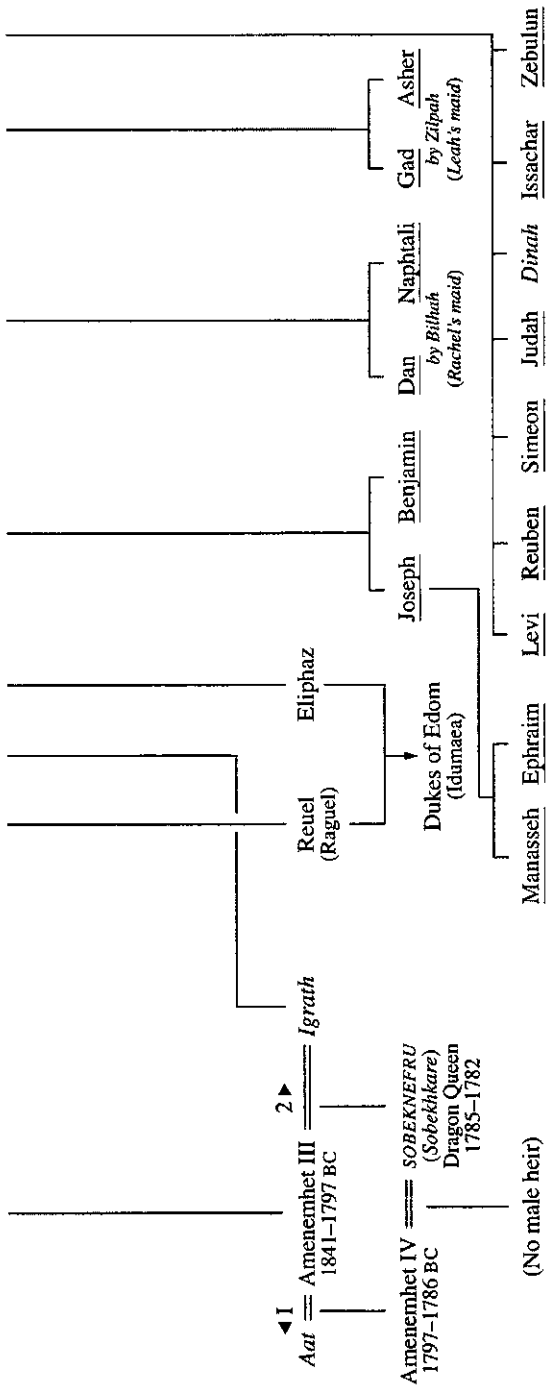 ◄ 1 2 ►
Aat Amenemhet III Igrath
1841–1797 BC
Reuel Eliphaz
(Raguel)
Joseph Benjamin Dan Naphtali Gad Asher
by Bilhah by Zilpah
(Rachel's maid) (Leah's maid)
Amenemhet IV SOBEKNEFRU
1797–1786 BC (Sobekhkare)
Dragon Queen
1785–1782
Dukes of Edom
(Idumaea)
(No male heir)
Manasseh Ephraim Levi Reuben Simeon Judah Dinah Issachar Zebulun